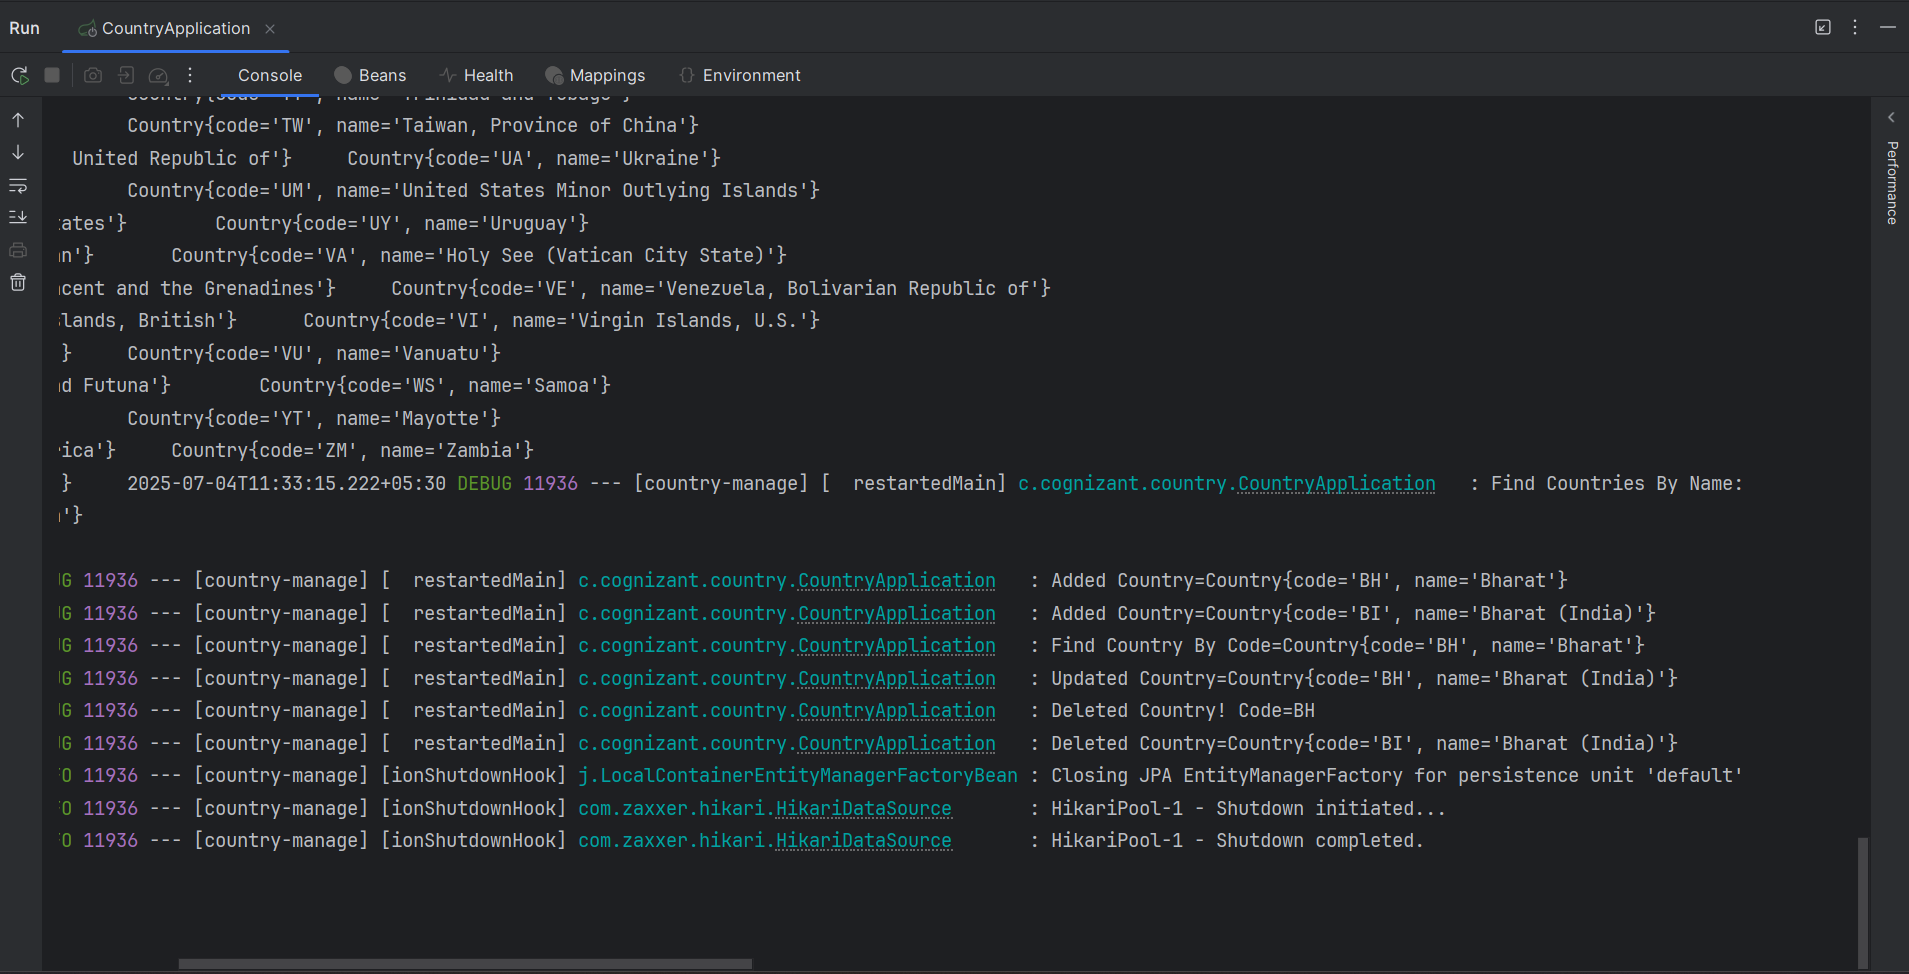 Run CountryApplication
Console Beans Health Mappings Environment
Country{code='TT', name='Trinidad and Tobago'}
Country{code='TW', name='Taiwan, Province of China'}
United Republic of'} Country{code='UA', name='Ukraine'}
Country{code='UM', name='United States Minor Outlying Islands'}
tates'} Country{code='UY', name='Uruguay'}
n'} Country{code='VA', name='Holy See (Vatican City State)'}
cent and the Grenadines'} Country{code='VE', name='Venezuela, Bolivarian Republic of'}
slands, British'} Country{code='VI', name='Virgin Islands, U.S.'}
} Country{code='VU', name='Vanuatu'}
d Futuna'} Country{code='WS', name='Samoa'}
Country{code='YT', name='Mayotte'}
rica'} Country{code='ZM', name='Zambia'}
} 2025-07-04T11:33:15.222+05:30 DEBUG 11936 --- [country-manage] [  restartedMain] c.cognizant.country.CountryApplication   : Find Countries By Name:
'}
G 11936 --- [country-manage] [  restartedMain] c.cognizant.country.CountryApplication   : Added Country=Country{code='BH', name='Bharat'}
G 11936 --- [country-manage] [  restartedMain] c.cognizant.country.CountryApplication   : Added Country=Country{code='BI', name='Bharat (India)'}
G 11936 --- [country-manage] [  restartedMain] c.cognizant.country.CountryApplication   : Find Country By Code=Country{code='BH', name='Bharat'}
G 11936 --- [country-manage] [  restartedMain] c.cognizant.country.CountryApplication   : Updated Country=Country{code='BH', name='Bharat (India)'}
G 11936 --- [country-manage] [  restartedMain] c.cognizant.country.CountryApplication   : Deleted Country! Code=BH
G 11936 --- [country-manage] [  restartedMain] c.cognizant.country.CountryApplication   : Deleted Country=Country{code='BI', name='Bharat (India)'}
O 11936 --- [country-manage] [ionShutdownHook] j.LocalContainerEntityManagerFactoryBean : Closing JPA EntityManagerFactory for persistence unit 'default'
O 11936 --- [country-manage] [ionShutdownHook] com.zaxxer.hikari.HikariDataSource       : HikariPool-1 - Shutdown initiated...
O 11936 --- [country-manage] [ionShutdownHook] com.zaxxer.hikari.HikariDataSource       : HikariPool-1 - Shutdown completed.
Performance